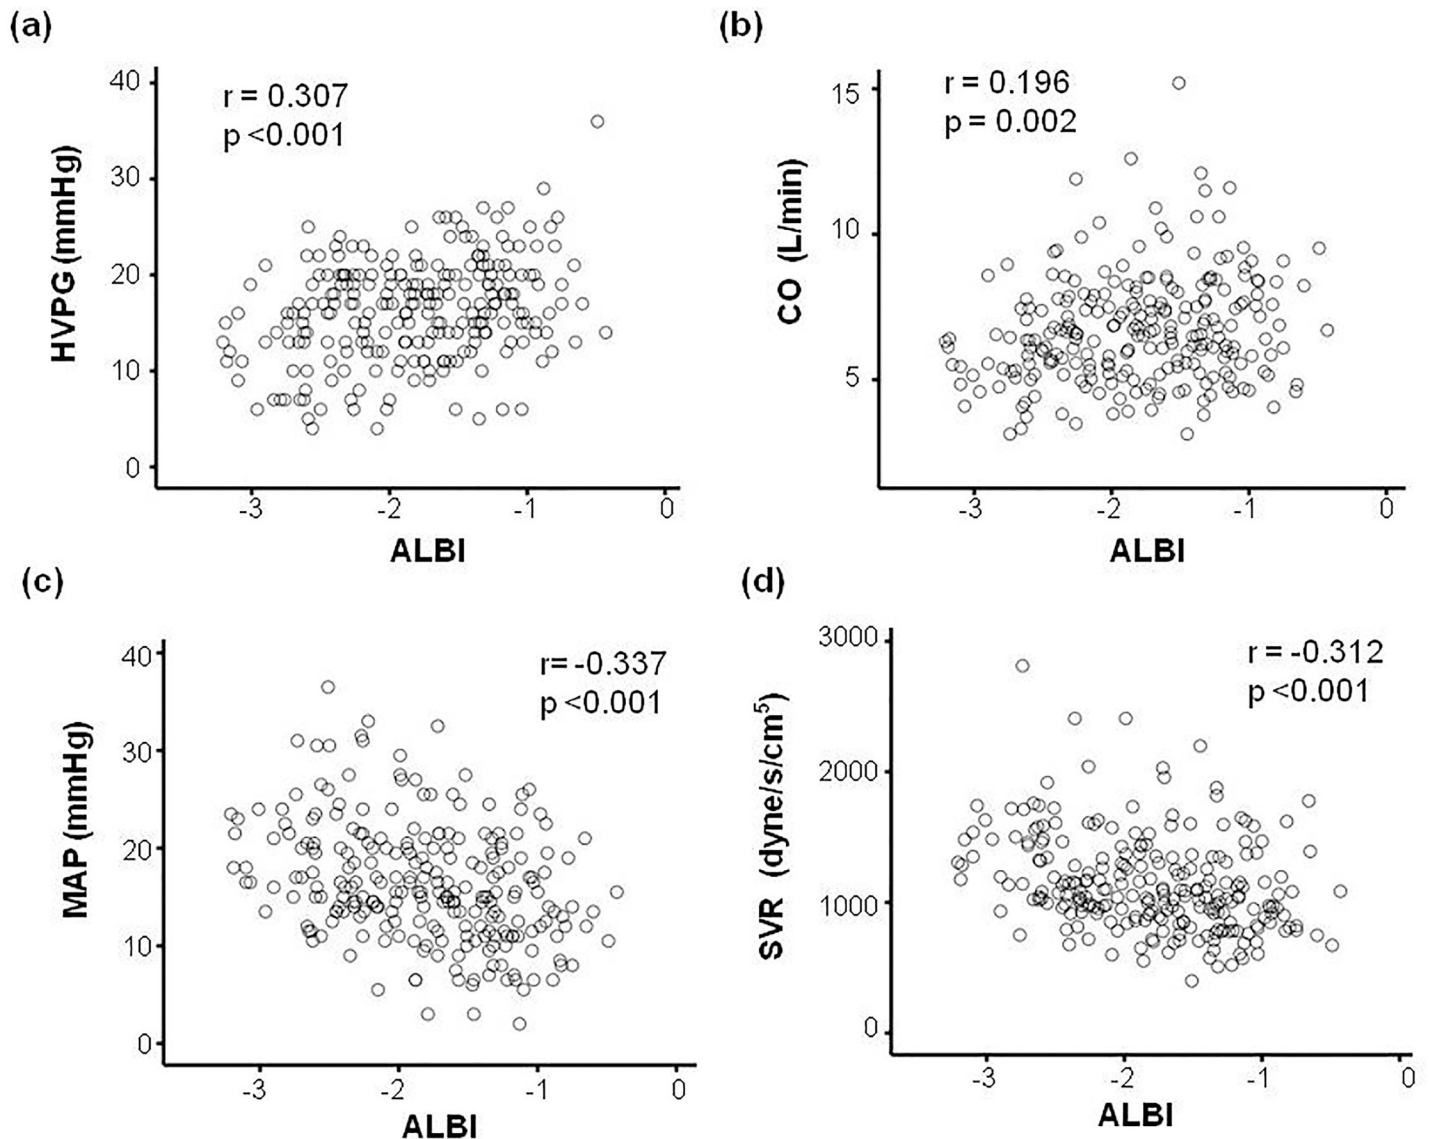 (a)
r = 0.307
p <0.001
HVPG (mmHg)
40
30
20
10
0
-3 -2 -1 0
ALBI
(b)
r = 0.196
p = 0.002
CO (L/min)
15
10
5
-3 -2 -1 0
ALBI
(c)
r= -0.337
p <0.001
MAP (mmHg)
40
30
20
10
0
-3 -2 -1 0
ALBI
(d)
r = -0.312
p <0.001
SVR (dyne/s/cm⁵)
3000
2000
1000
0
-3 -2 -1 0
ALBI